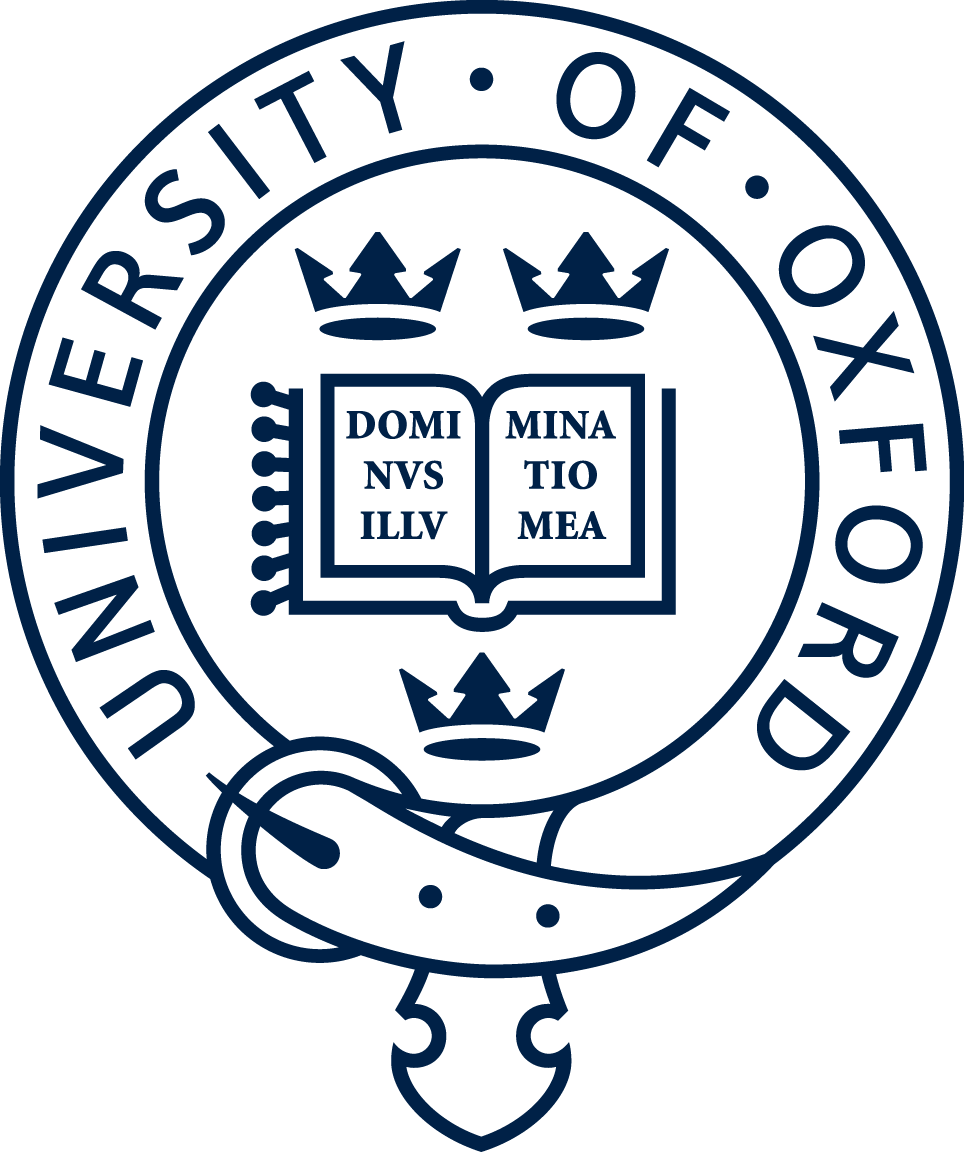 UNIVERSITY · OF · OXFORD
DOMI
NVS
ILLV
MINA
TIO
MEA